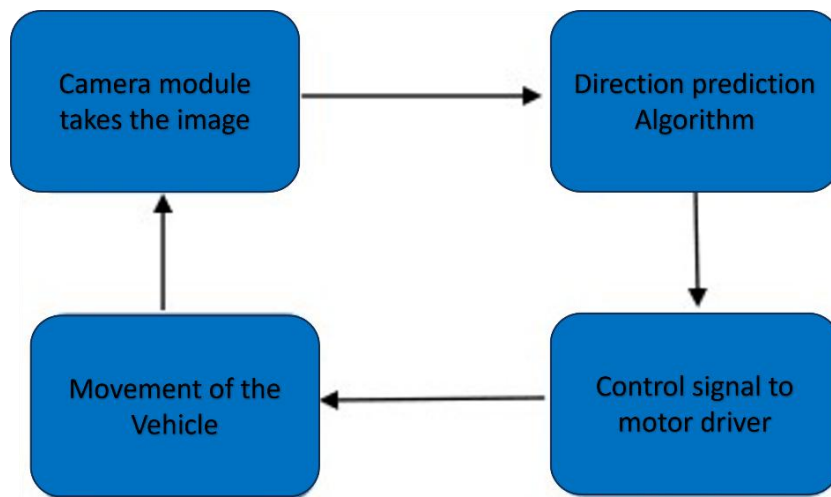 Camera module
takes the image
Direction prediction
Algorithm
Movement of the
Vehicle
Control signal to
motor driver